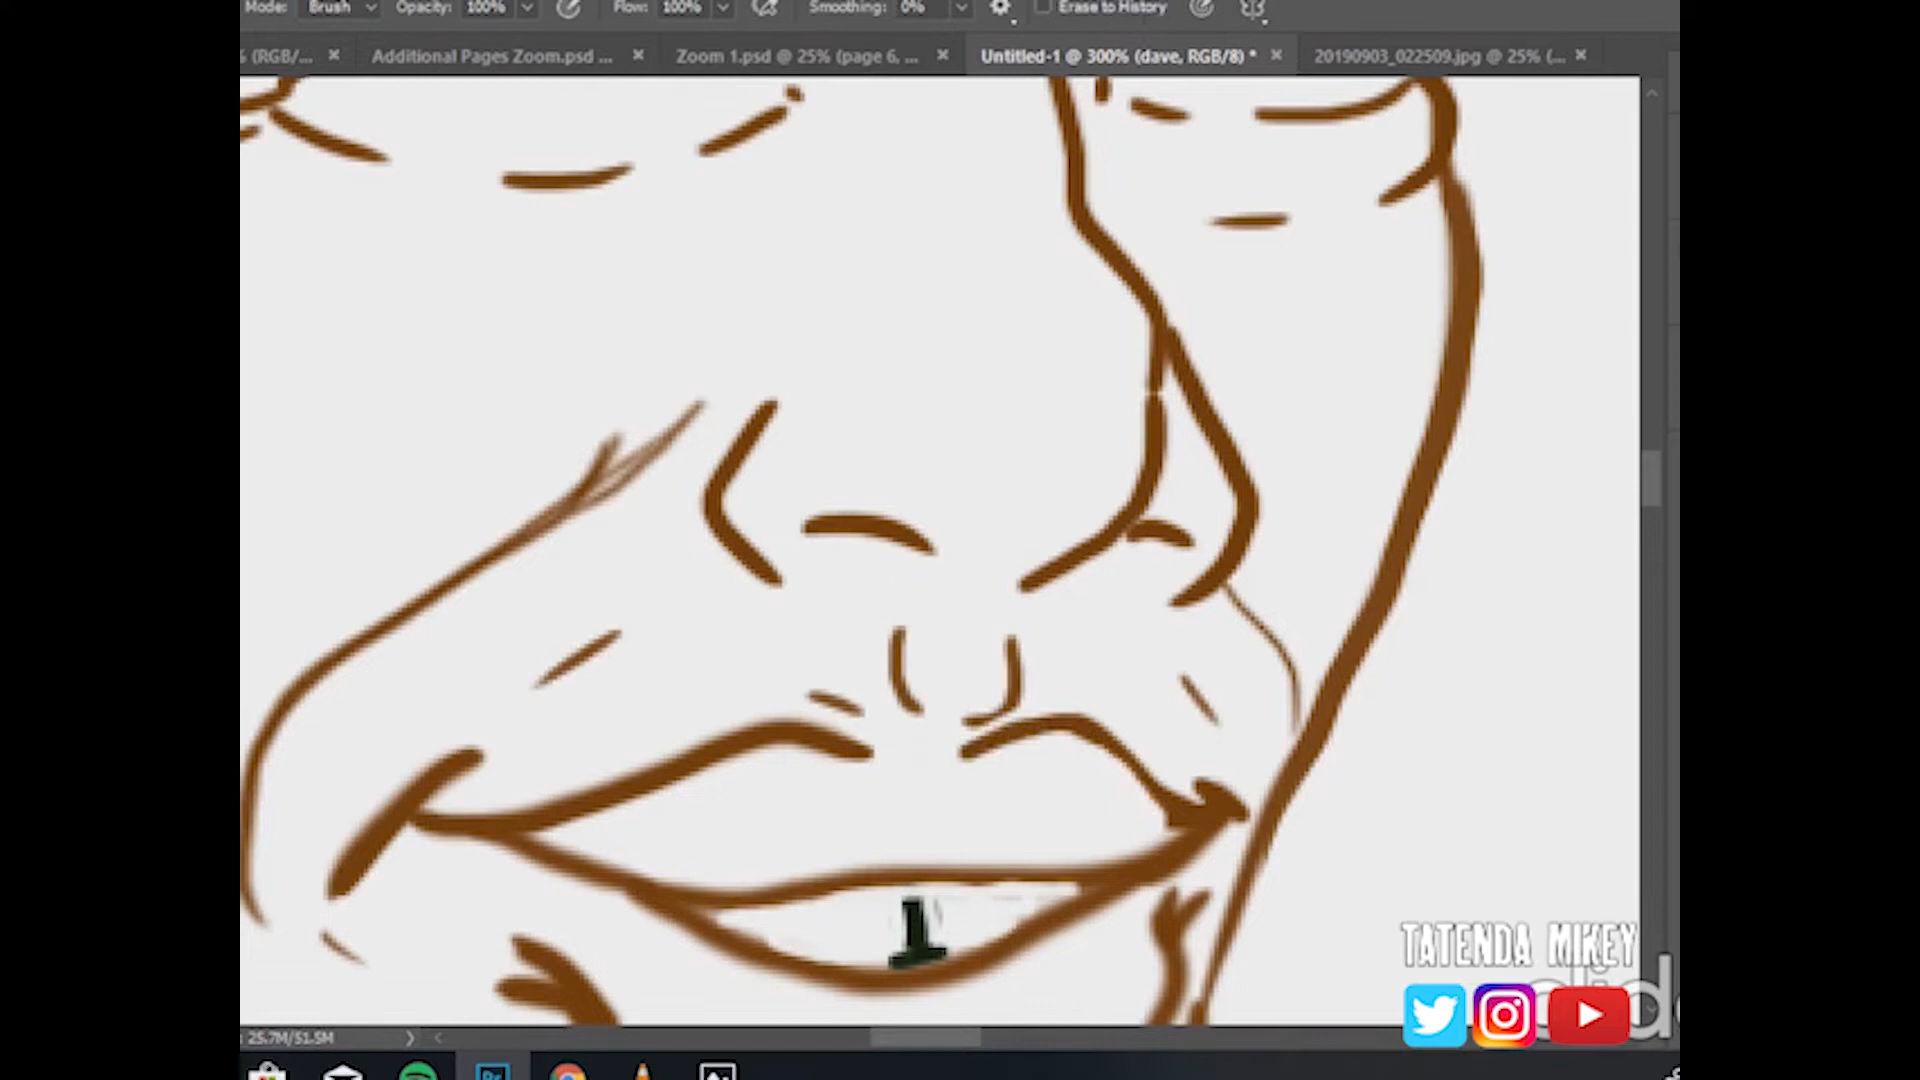 Mode: Brush Opacity: 100% Flow: 100% Smoothing: 0% Erase to History
% (RGB/... Additional Pages Zoom.psd ... Zoom 1.psd @ 25% (page 6, ... Untitled-1 @ 300% (dave, RGB/8) * 20190903_022509.jpg @ 25% (...
TATENDA MIKEY
25.7M/51.5M